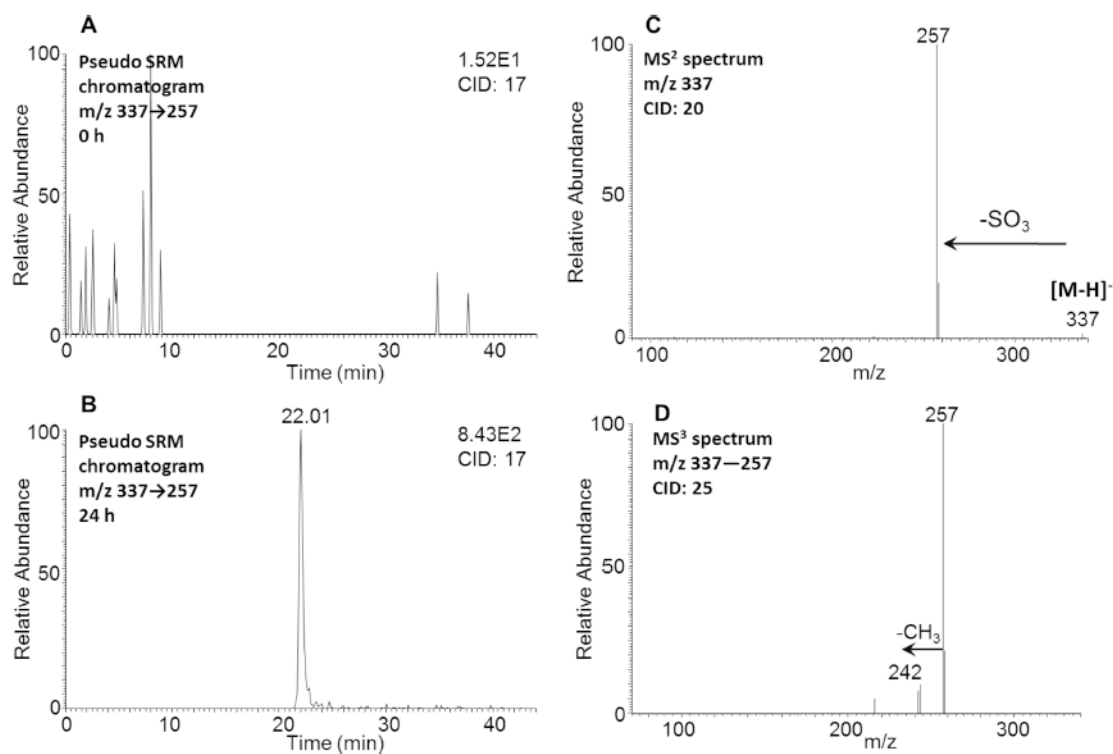 A
Pseudo SRM
chromatogram
m/z 337→257
0 h
1.52E1
CID: 17
Relative Abundance
100
50
0
0 10 20 30 40
Time (min)
B
22.01
Pseudo SRM
chromatogram
m/z 337→257
24 h
8.43E2
CID: 17
Relative Abundance
100
50
0
0 10 20 30 40
Time (min)
C
257
MS² spectrum
m/z 337
CID: 20
-SO₃
[M-H]⁻
337
Relative Abundance
100
50
0
100 200 300
m/z
D
257
MS³ spectrum
m/z 337—257
CID: 25
-CH₃
242
Relative Abundance
100
50
0
100 200 300
m/z